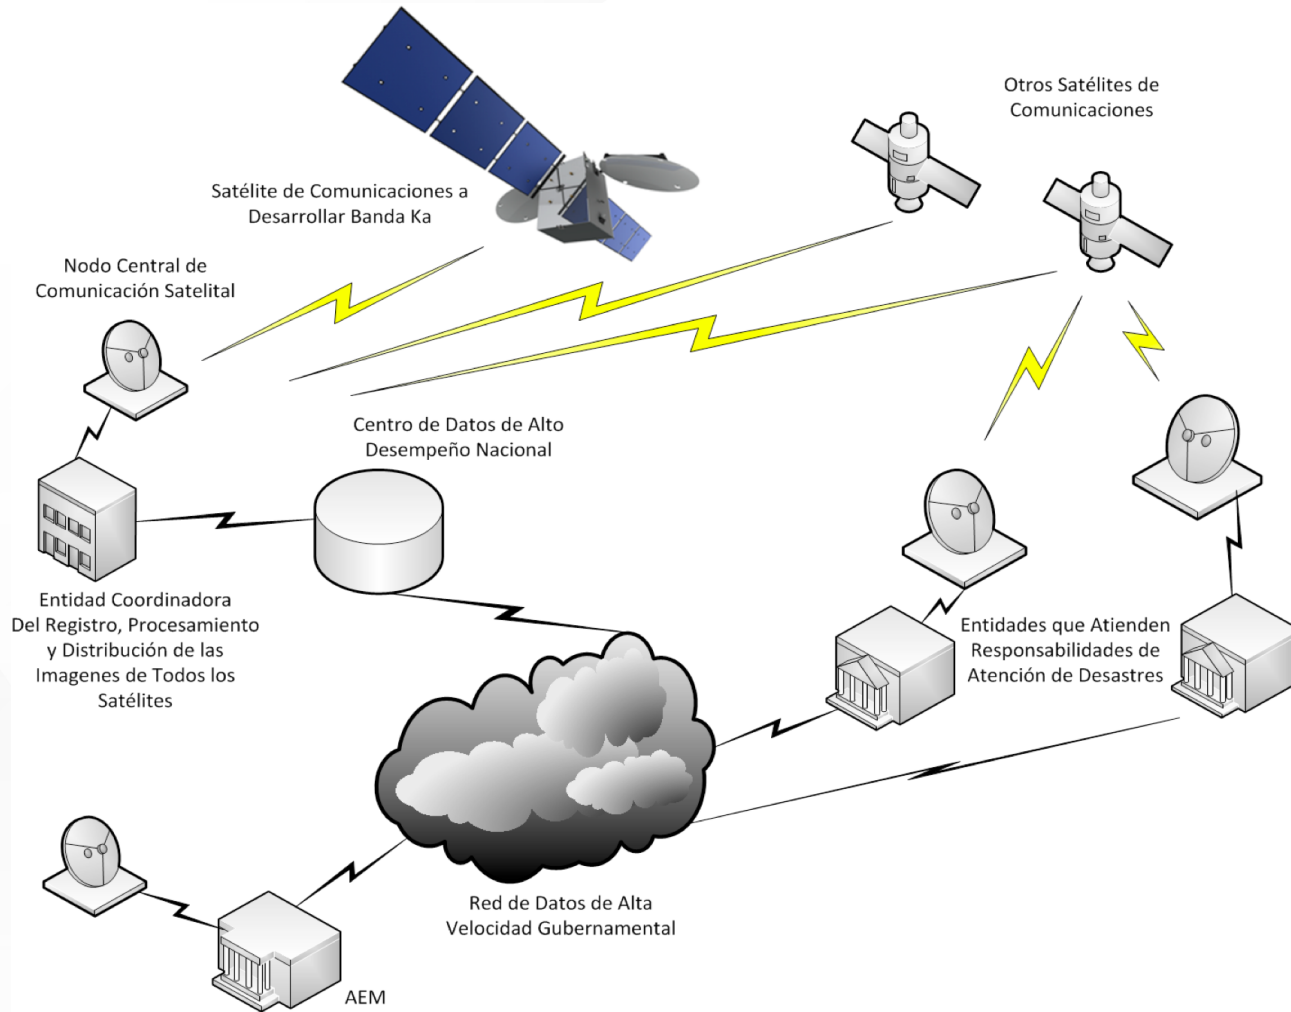 Otros Satélites de
Comunicaciones
Satélite de Comunicaciones a
Desarrollar Banda Ka
Nodo Central de
Comunicación Satelital
Centro de Datos de Alto
Desempeño Nacional
Entidad Coordinadora
Del Registro, Procesamiento
y Distribución de las
Imagenes de Todos los
Satélites
Entidades que Atienden
Responsabilidades de
Atención de Desastres
Red de Datos de Alta
Velocidad Gubernamental
AEM